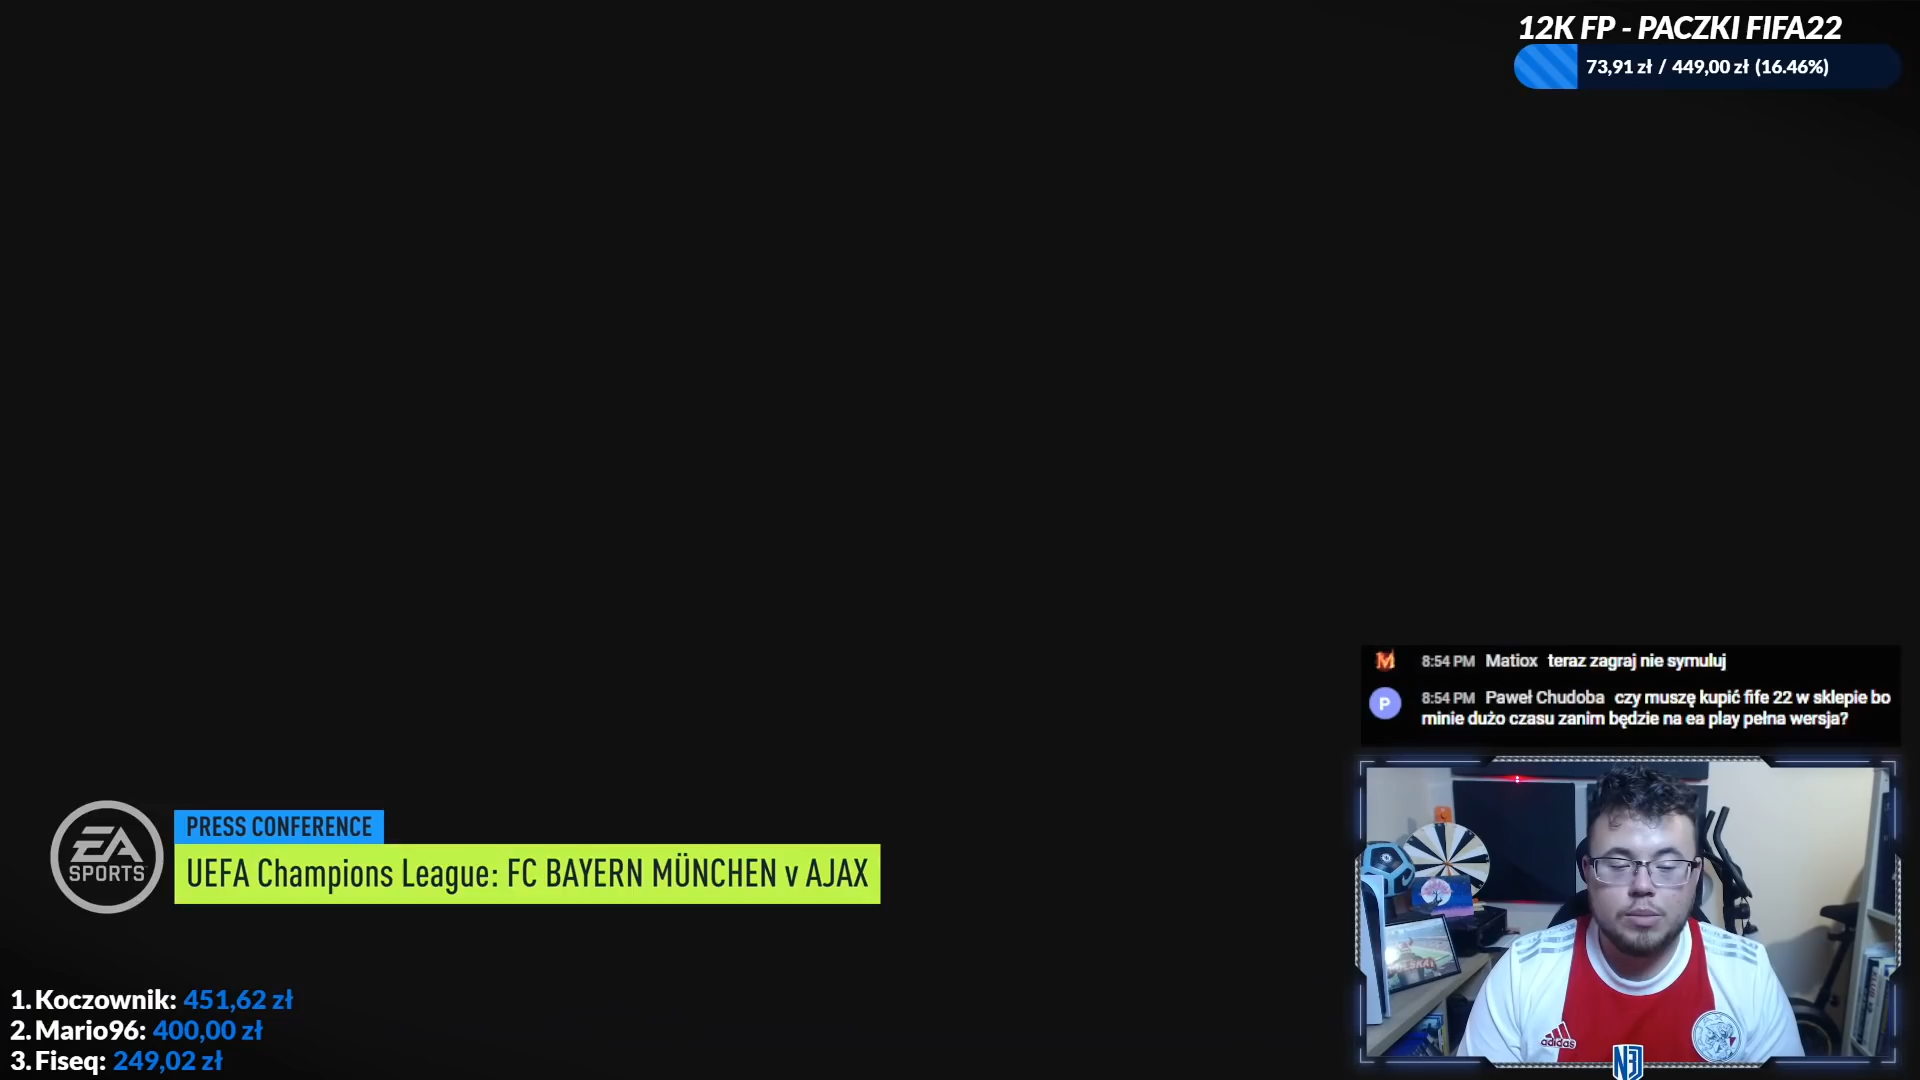 12K FP - PACZKI FIFA22
73,91 zł / 449,00 zł (16.46%)
M 8:54 PM Matiox teraz zagraj nie symuluj
P 8:54 PM Paweł Chudoba czy muszę kupić fife 22 w sklepie bo
minie dużo czasu zanim będzie na ea play pełna wersja?
EA
SPORTS
PRESS CONFERENCE
UEFA Champions League: FC BAYERN MÜNCHEN v AJAX
POLSKA
adidas
1. Koczownik: 451,62 zł
2. Mario96: 400,00 zł
3. Fiseq: 249,02 zł